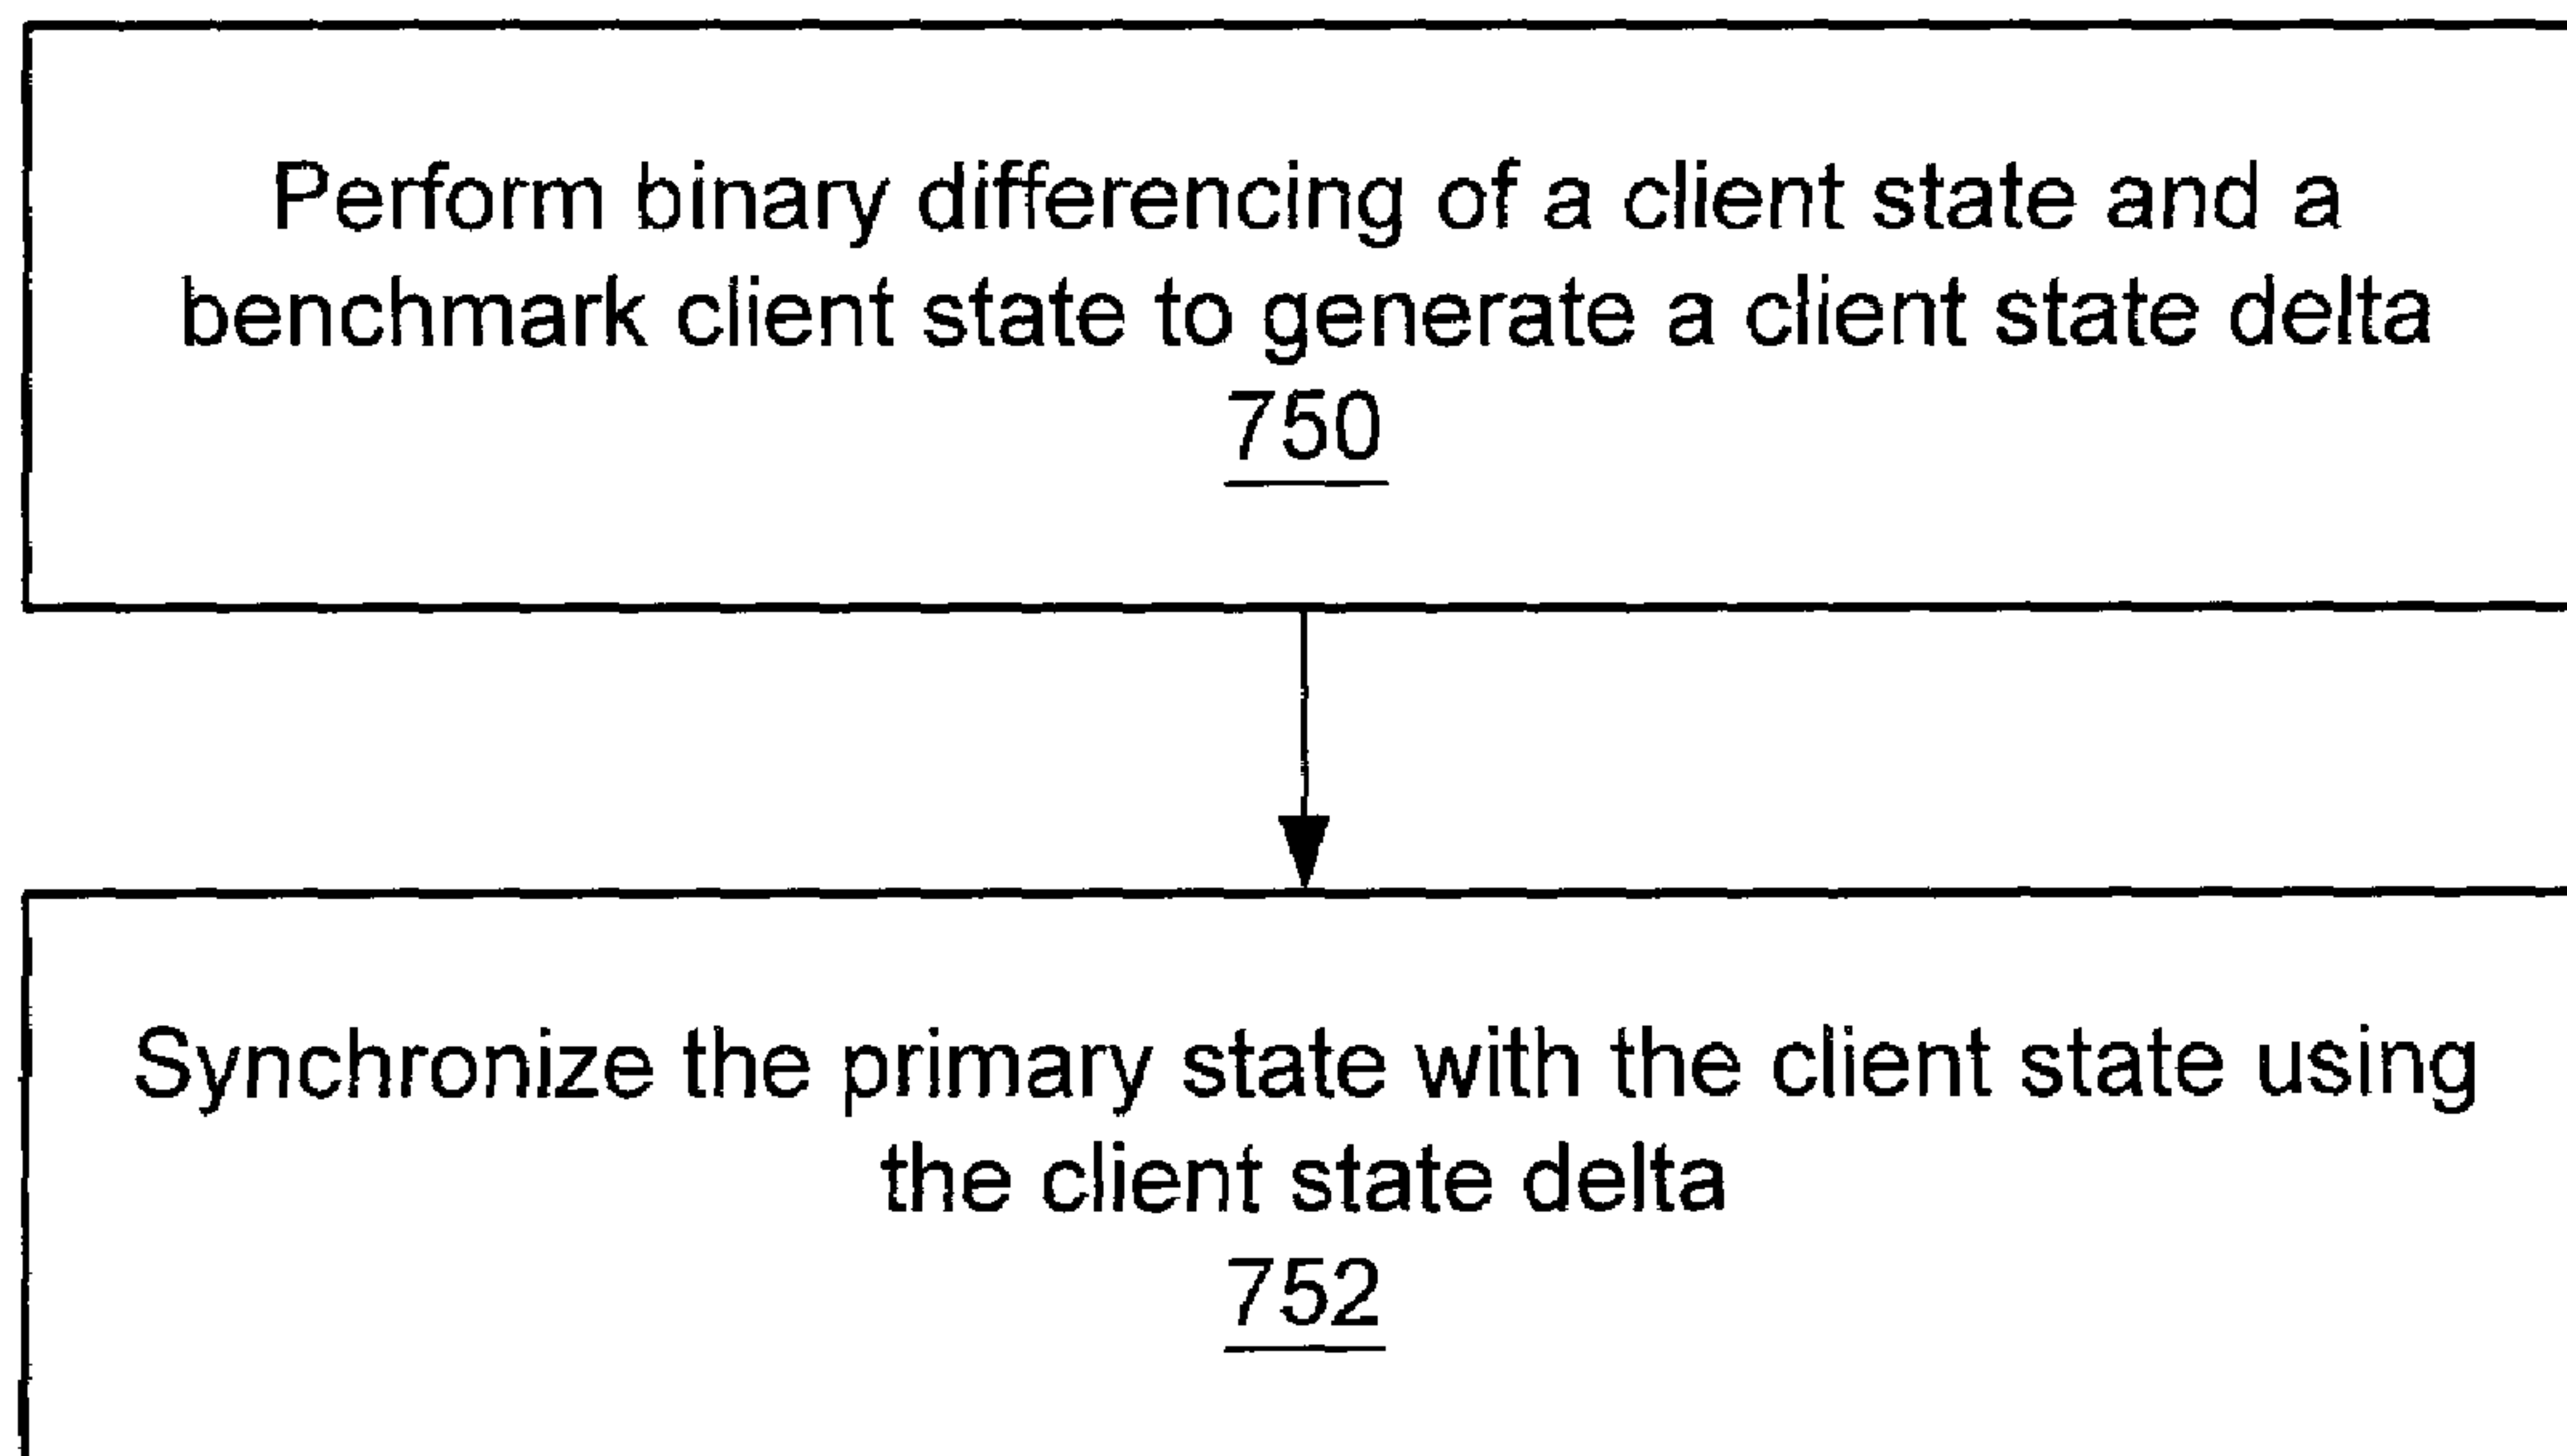 Perform binary differencing of a client state and a
benchmark client state to generate a client state delta
750
Synchronize the primary state with the client state using
the client state delta
752